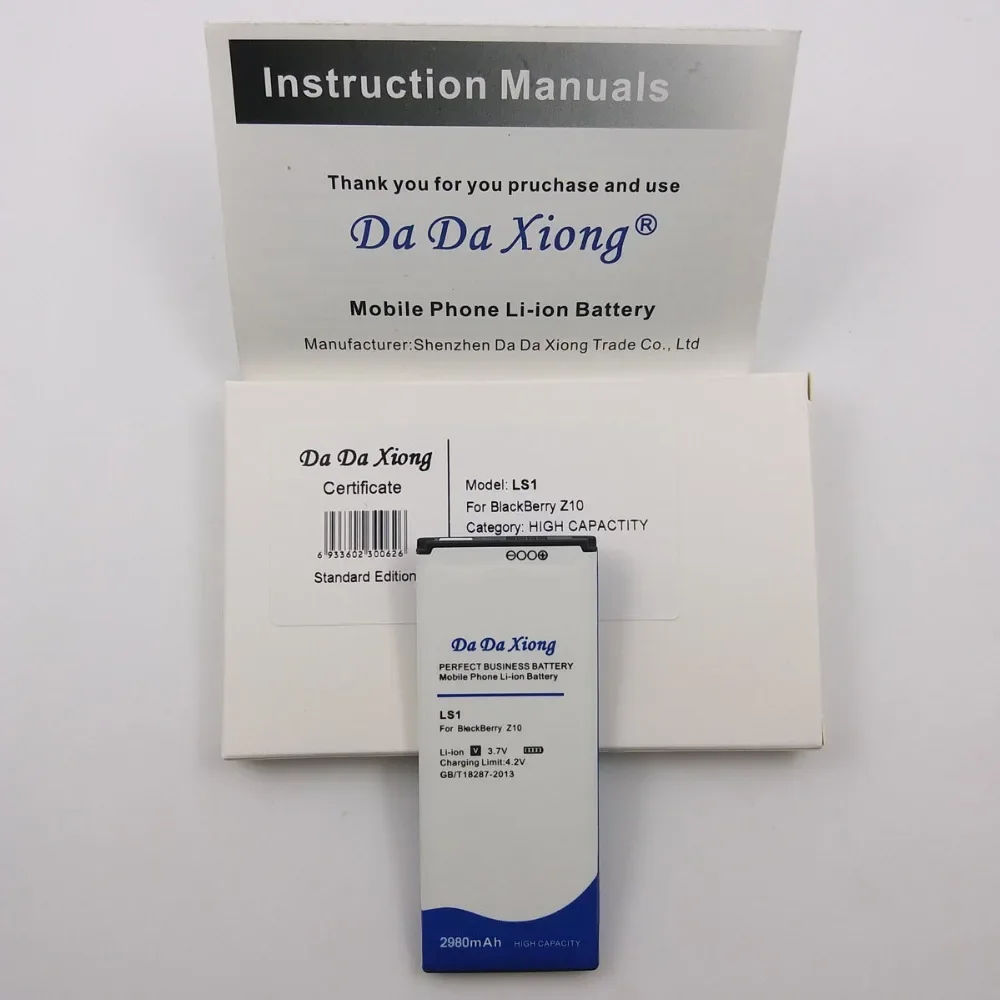 Instruction Manuals
Thank you for you pruchase and use
Da Da Xiong®
Mobile Phone Li-ion Battery
Manufacturer:Shenzhen Da Da Xiong Trade Co., Ltd
Da Da Xiong
Certificate
6 933602 300626
Standard Edition
Model: LS1
For BlackBerry Z10
Category: HIGH CAPACTITY
Da Da Xiong
PERFECT BUSINESS BATTERY
Mobile Phone Li-ion Battery
LS1
For BlackBerry Z10
Li-ion V 3.7V
Charging Limit:4.2V
GB/T18287-2013
2980mAh HIGH CAPACITY